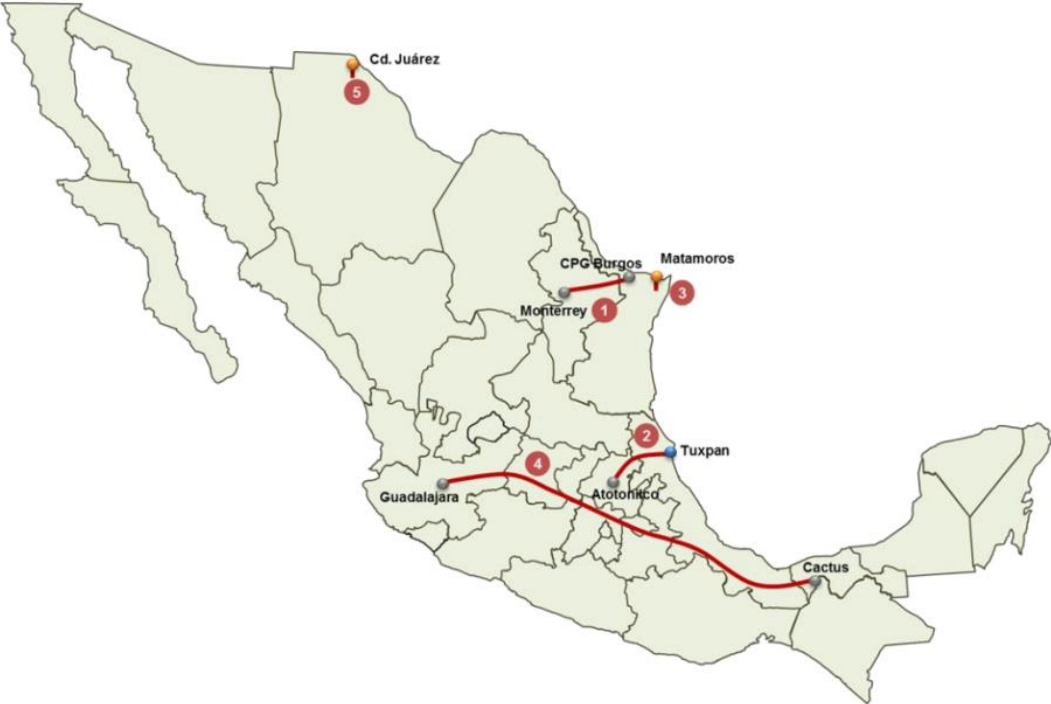 Cd. Juárez
5
Matamoros
CPG Burgos
3
Monterrey
1
2
Tuxpan
4
Guadalajara
Atotonilco
Cactus